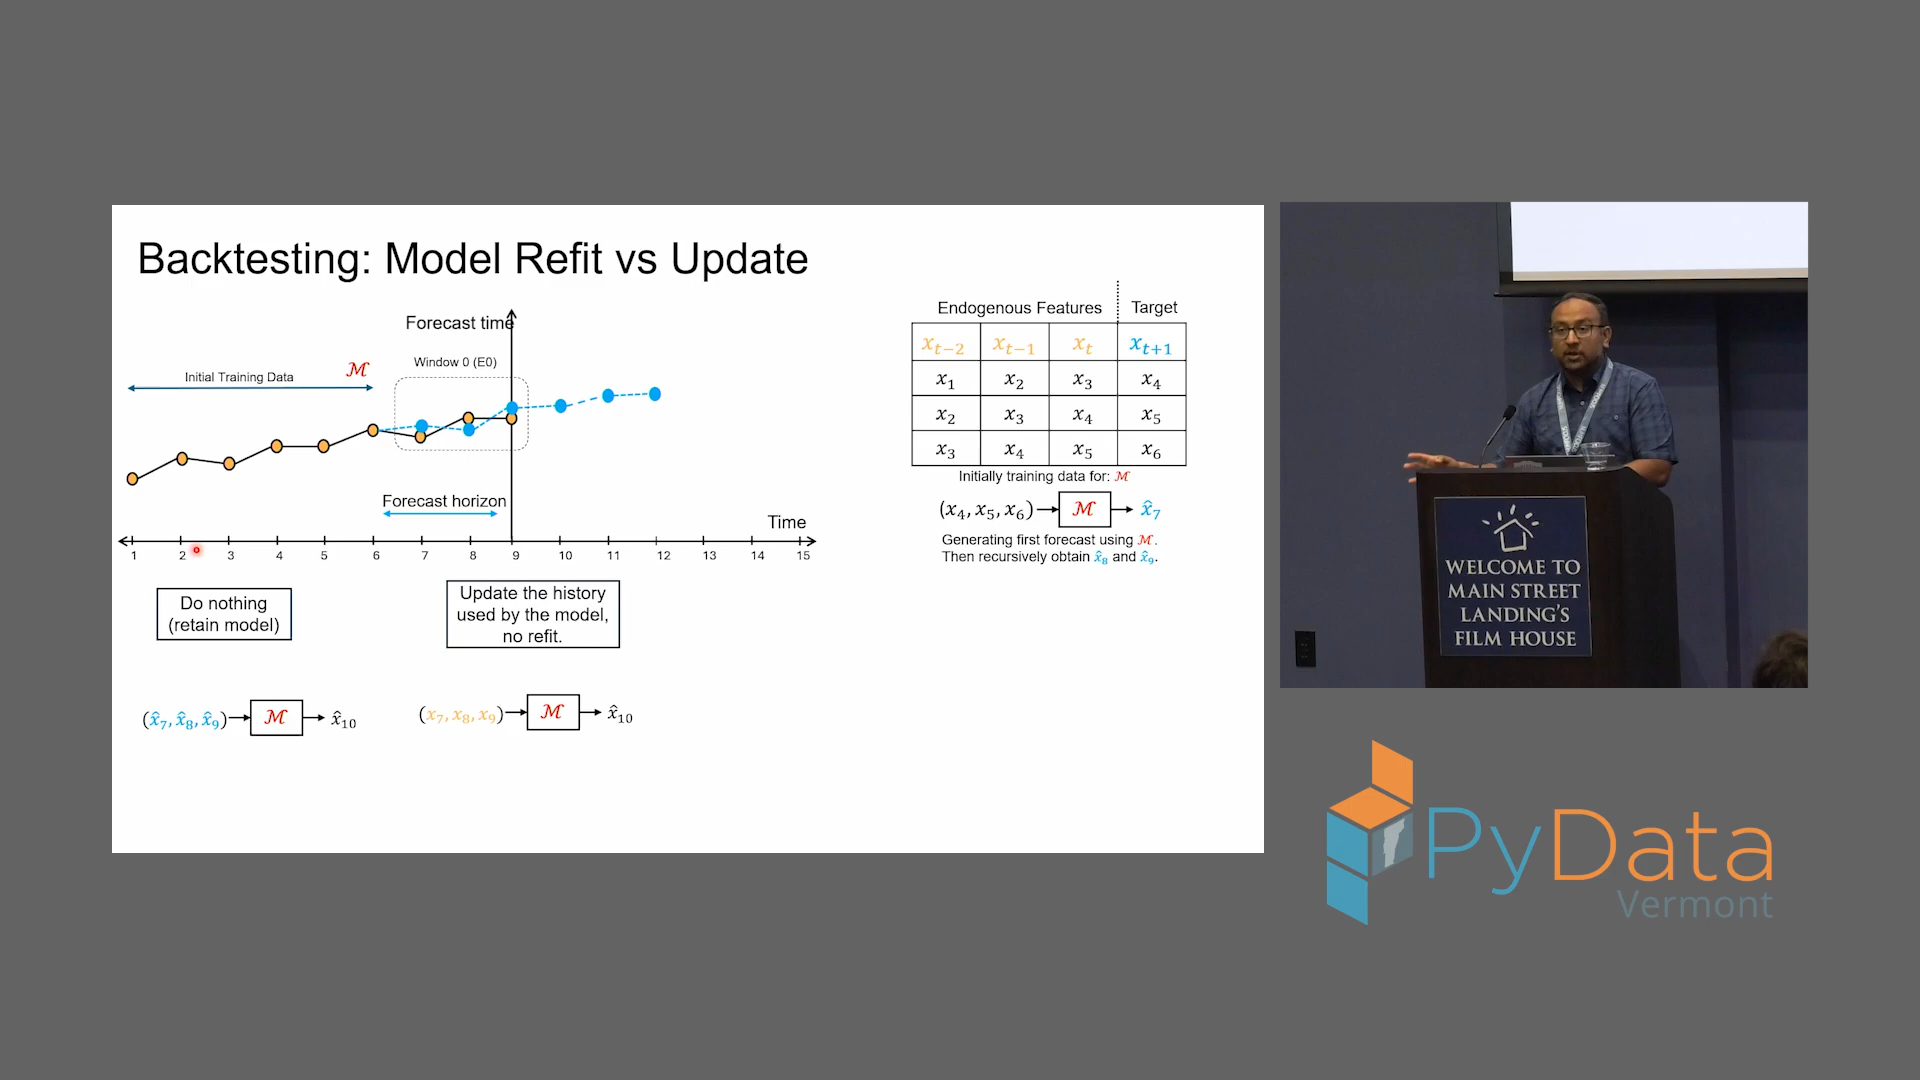 Backtesting: Model Refit vs Update
Forecast time
Window 0 (E0)
ℳ
Initial Training Data
Forecast horizon
Time
1 2 3 4 5 6 7 8 9 10 11 12 13 14 15
Do nothing
(retain model)
Update the history
used by the model,
no refit.
(x̂₇, x̂₈, x̂₉) → ℳ → x̂₁₀
(x₇, x₈, x₉) → ℳ → x̂₁₀
Endogenous Features Target
xₜ₋₂ xₜ₋₁ xₜ xₜ₊₁
x₁ x₂ x₃ x₄
x₂ x₃ x₄ x₅
x₃ x₄ x₅ x₆
Initially training data for: ℳ
(x₄, x₅, x₆) → ℳ → x̂₇
Generating first forecast using ℳ.
Then recursively obtain x̂₈ and x̂₉.
WELCOME TO
MAIN STREET
LANDING'S
FILM HOUSE
PyData
Vermont